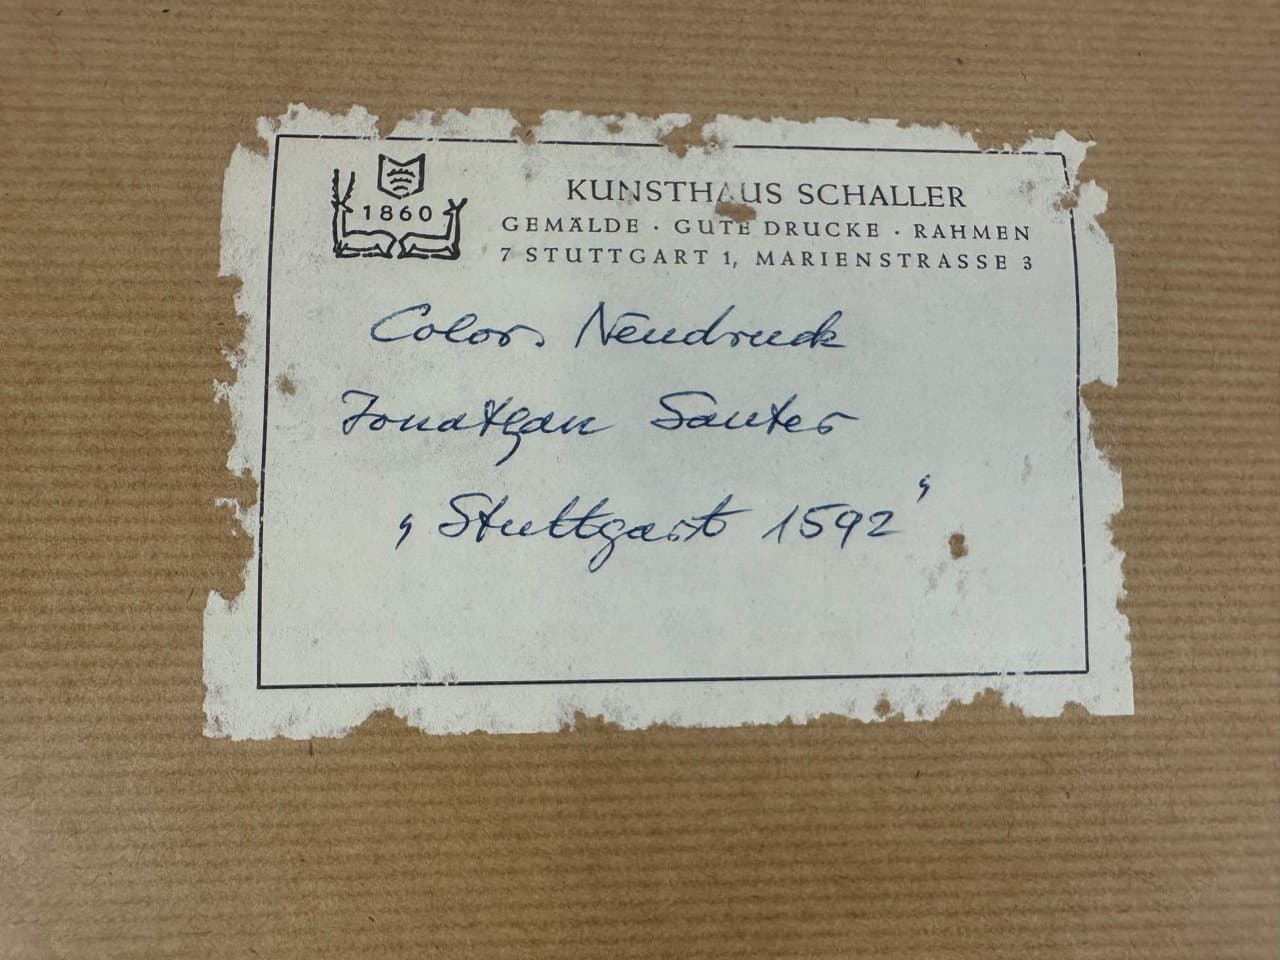 1860
KUNSTHAUS SCHALLER
GEMÄLDE · GUTE DRUCKE · RAHMEN
7 STUTTGART 1, MARIENSTRASSE 3
Color. Neudruck
Jonathan Sauter
„Stuttgart 1592“